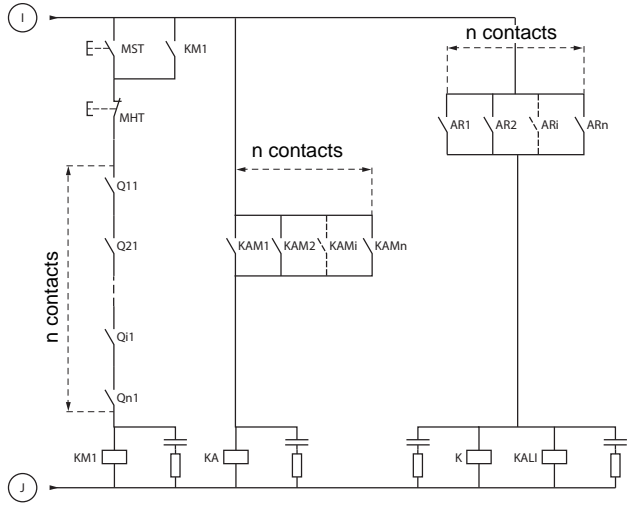 I
MST
KM1
n contacts
MHT
AR1
AR2
ARi
ARn
n contacts
Q11
Q21
KAM1
KAM2
KAMi
KAMn
n contacts
Qi1
Qn1
KM1
KA
K
KALI
J